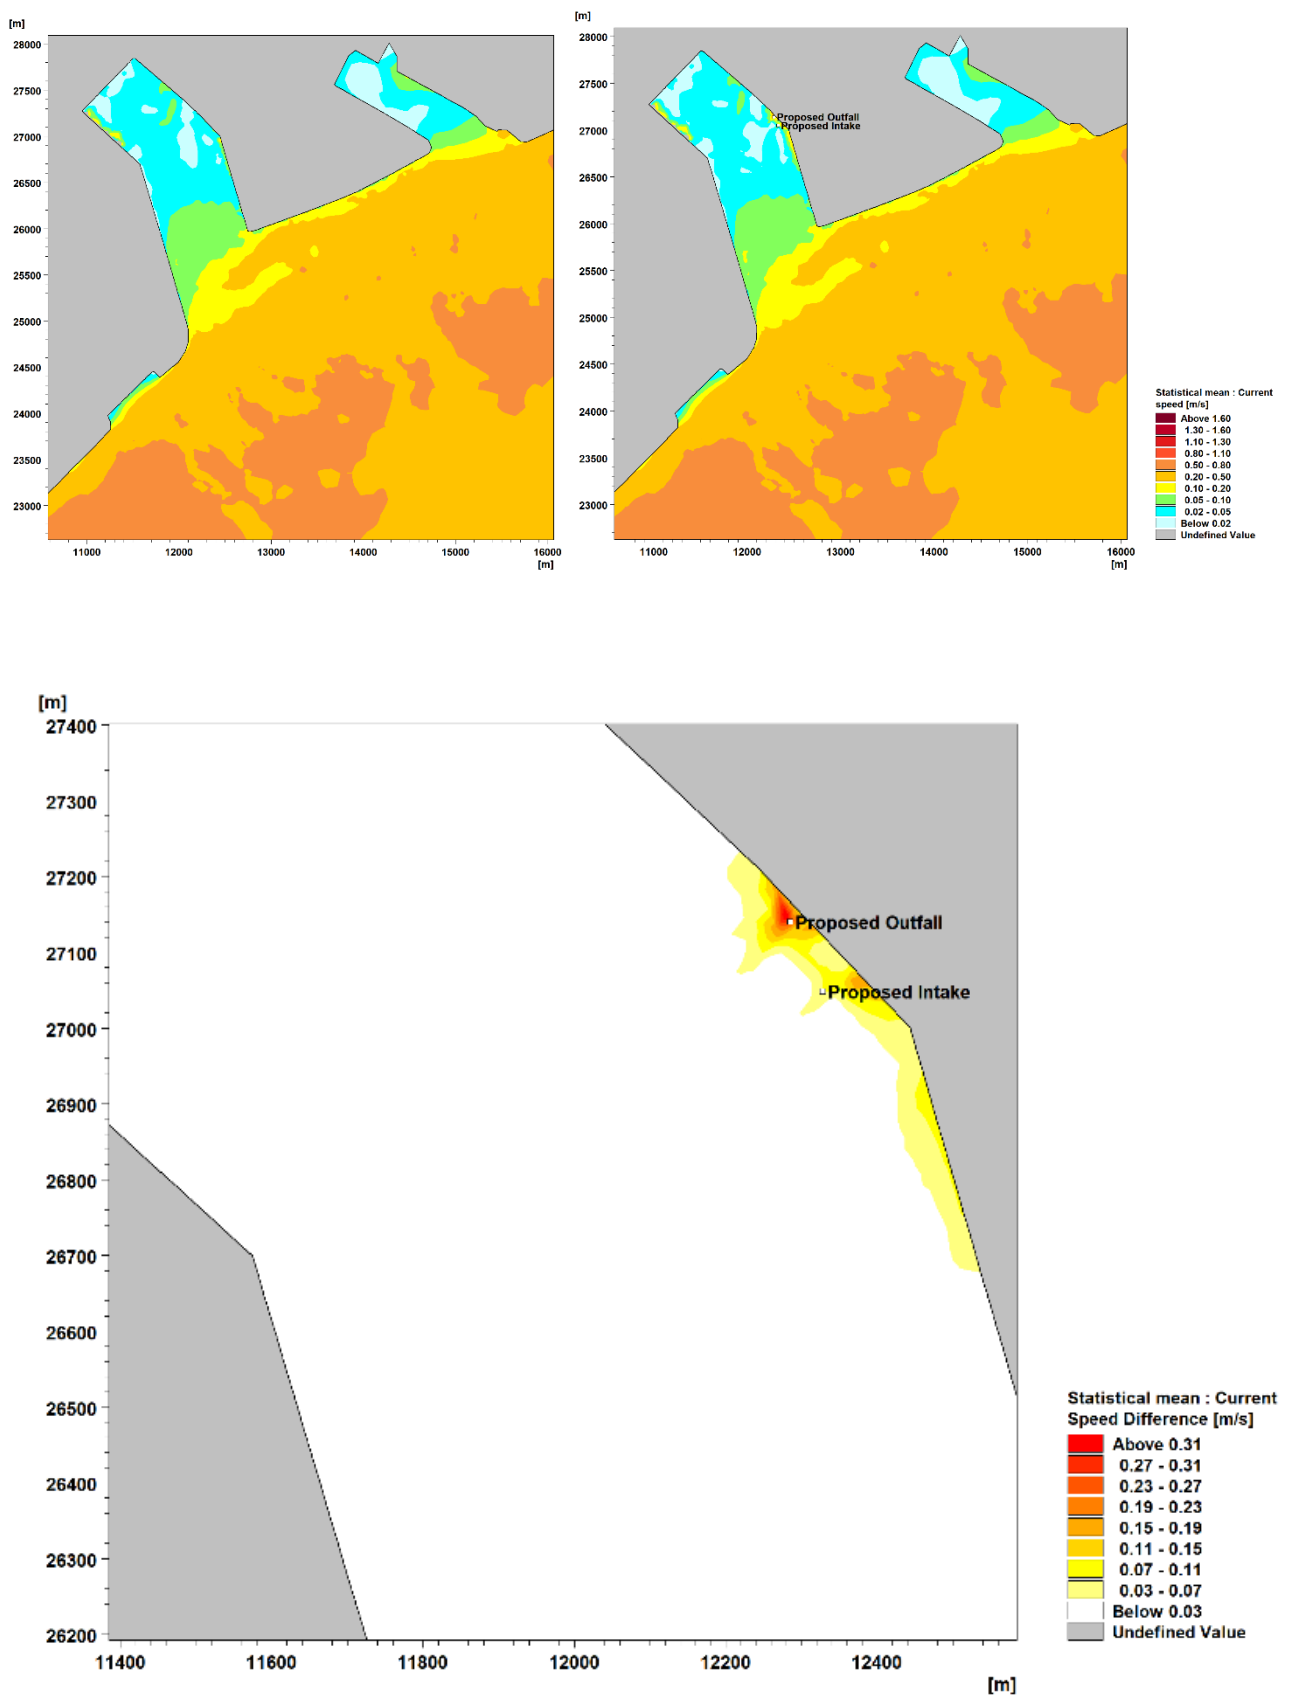 [m]
28000
27500
27000
26500
26000
25500
25000
24500
24000
23500
23000
11000 12000 13000 14000 15000 16000
[m]
[m]
28000
27500
27000
26500
26000
25500
25000
24500
24000
23500
23000
Proposed Outfall
Proposed Intake
11000 12000 13000 14000 15000 16000
[m]
Statistical mean : Current
speed [m/s]
Above 1.60
1.30 - 1.60
1.10 - 1.30
0.80 - 1.10
0.50 - 0.80
0.20 - 0.50
0.10 - 0.20
0.05 - 0.10
0.02 - 0.05
Below 0.02
Undefined Value
[m]
27400
27300
27200
27100
27000
26900
26800
26700
26600
26500
26400
26300
26200
Proposed Outfall
Proposed Intake
11400 11600 11800 12000 12200 12400
[m]
Statistical mean : Current
Speed Difference [m/s]
Above 0.31
0.27 - 0.31
0.23 - 0.27
0.19 - 0.23
0.15 - 0.19
0.11 - 0.15
0.07 - 0.11
0.03 - 0.07
Below 0.03
Undefined Value